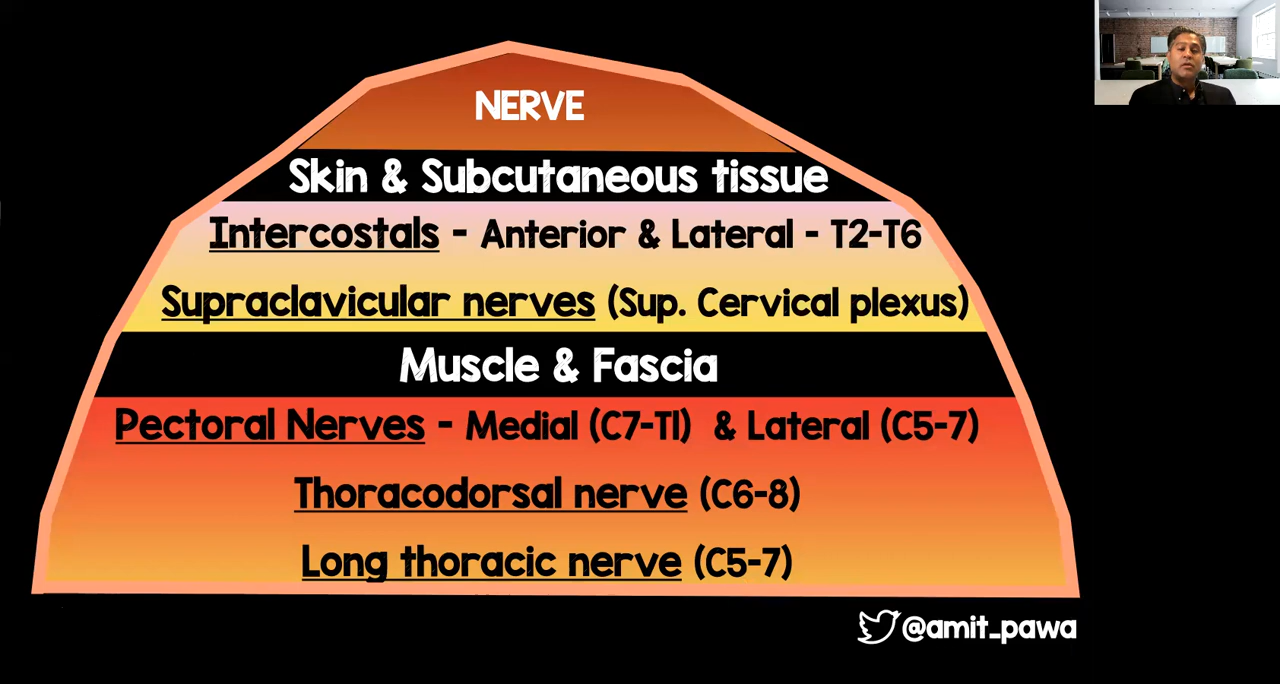 NERVE
Skin & Subcutaneous tissue
Intercostals - Anterior & Lateral - T2-T6
Supraclavicular nerves (Sup. Cervical plexus)
Muscle & Fascia
Pectoral Nerves - Medial (C7-T1) & Lateral (C5-7)
Thoracodorsal nerve (C6-8)
Long thoracic nerve (C5-7)
@amit_pawa